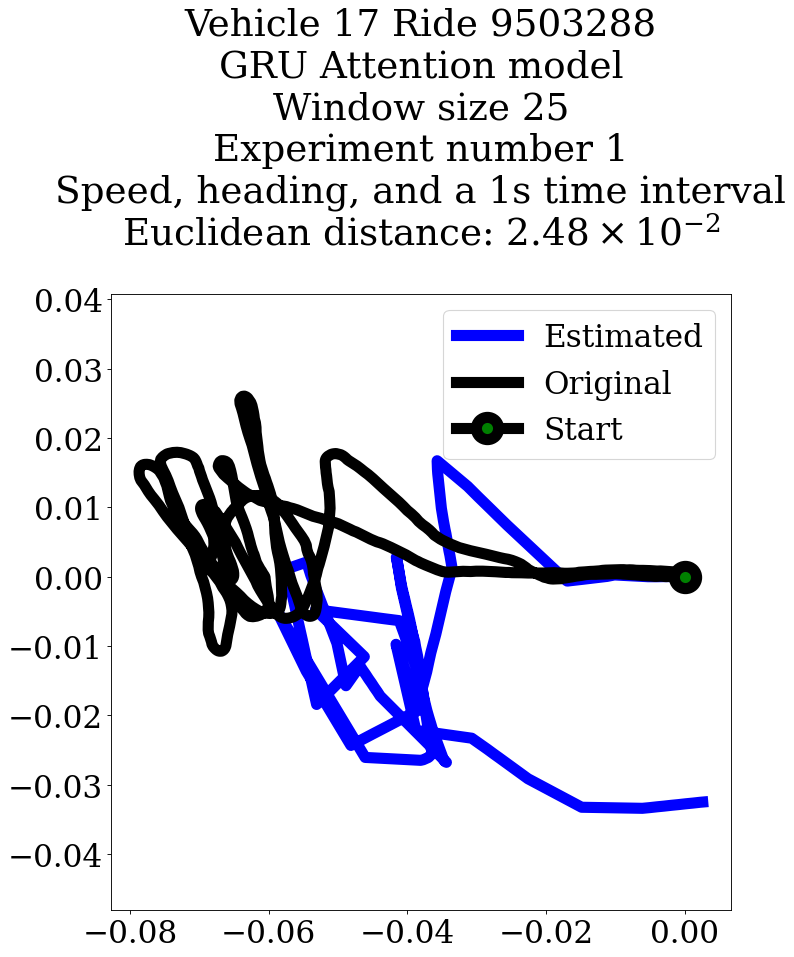 Vehicle 17 Ride 9503288
GRU Attention model
Window size 25
Experiment number 1
Speed, heading, and a 1s time interval
Euclidean distance: 2.48 × 10⁻²
Estimated
Original
Start
0.04
0.03
0.02
0.01
0.00
−0.01
−0.02
−0.03
−0.04
−0.08 −0.06 −0.04 −0.02 0.00